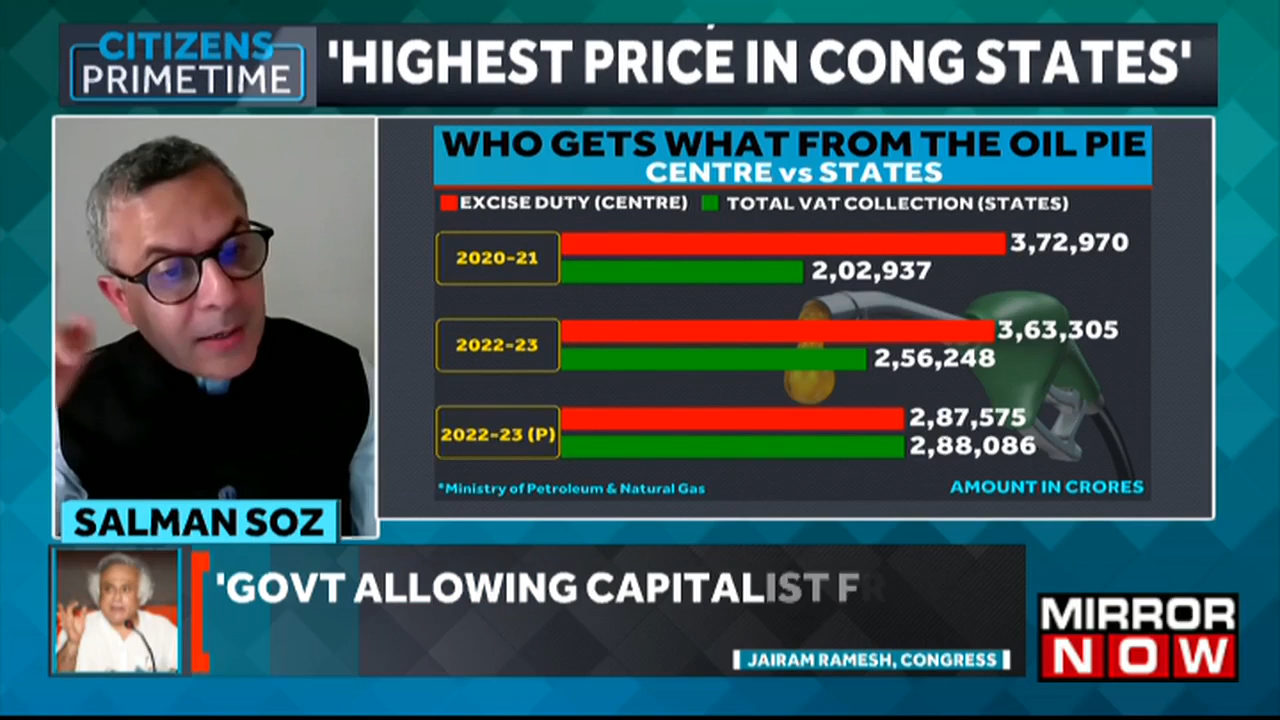 CITIZENS
PRIMETIME
'HIGHEST PRICE IN CONG STATES'
WHO GETS WHAT FROM THE OIL PIE
CENTRE vs STATES
EXCISE DUTY (CENTRE) TOTAL VAT COLLECTION (STATES)
2020-21
3,72,970
2,02,937
2022-23
3,63,305
2,56,248
2022-23 (P)
2,87,575
2,88,086
*Ministry of Petroleum & Natural Gas
AMOUNT IN CRORES
SALMAN SOZ
'GOVT ALLOWING CAPITALIST F
JAIRAM RAMESH, CONGRESS
MIRROR
NOW